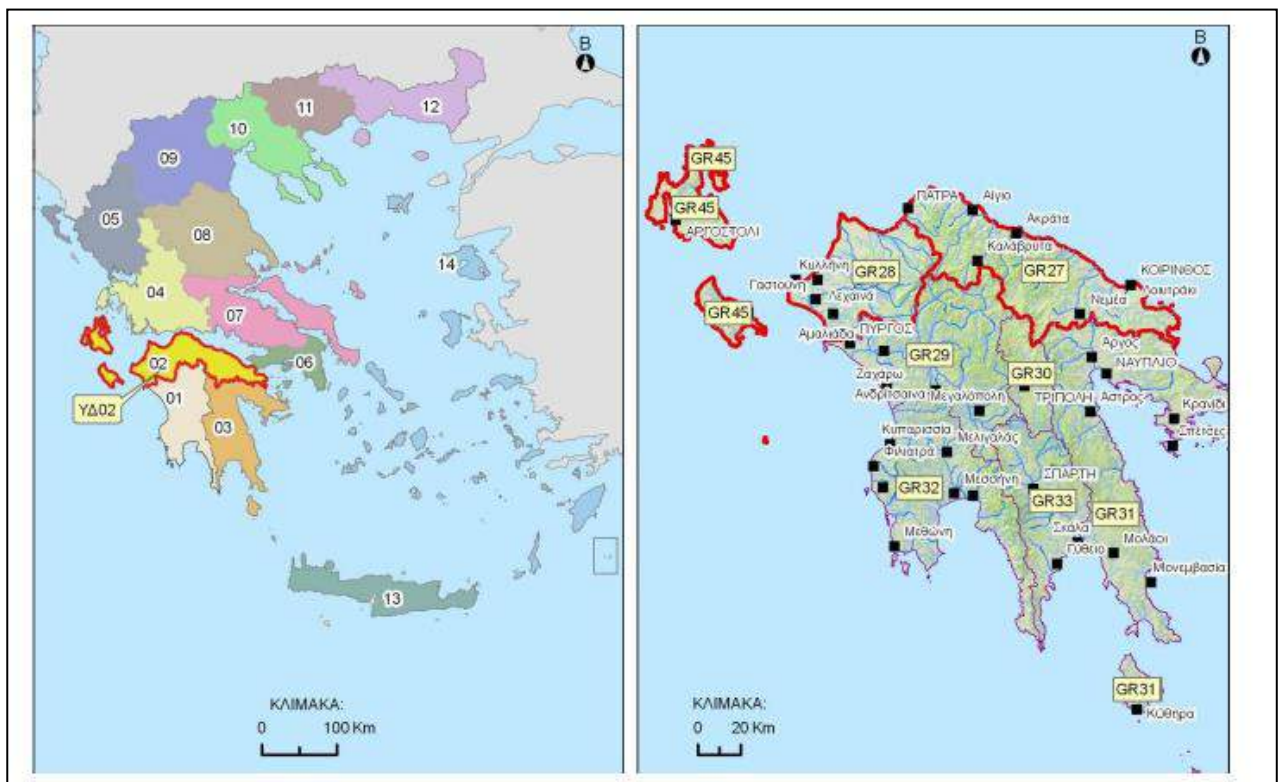 B
11
12
10
09
05
08
14
04
07
02
06
ΥΔ02
01
03
13
ΚΛΙΜΑΚΑ:
0 100 Km
B
GR45
GR45
ΑΡΓΟΣΤΟΛΙ
ΠΑΤΡΑ
Αίγιο
Ακράτα
Καλάβρυτα
Κυλλήνη
GR28
GR27
ΚΟΙΡΙΝΘΟΣ
Γαστούνη
Λουτράκι
Λεχαινά
GR45
Νεμέα
Αμαλιάδα
ΠΥΡΓΟΣ
GR29
Άργος
ΝΑΥΠΛΙΟ
Ζαχάρω
GR30
Ανδρίτσαινα
Μεγαλόπολη
ΤΡΙΠΟΛΗ
Άστρος
Κρανίδι
Σπέτσες
Κυπαρισσία
Μελιγαλάς
Φιλιατρά
GR32
Μεσσήνη
ΣΠΑΡΤΗ
GR33
GR31
Μεθώνη
Σκάλα
Γύθειο
Μολάοι
Μονεμβασία
GR31
Κύθηρα
ΚΛΙΜΑΚΑ:
0 20 Km